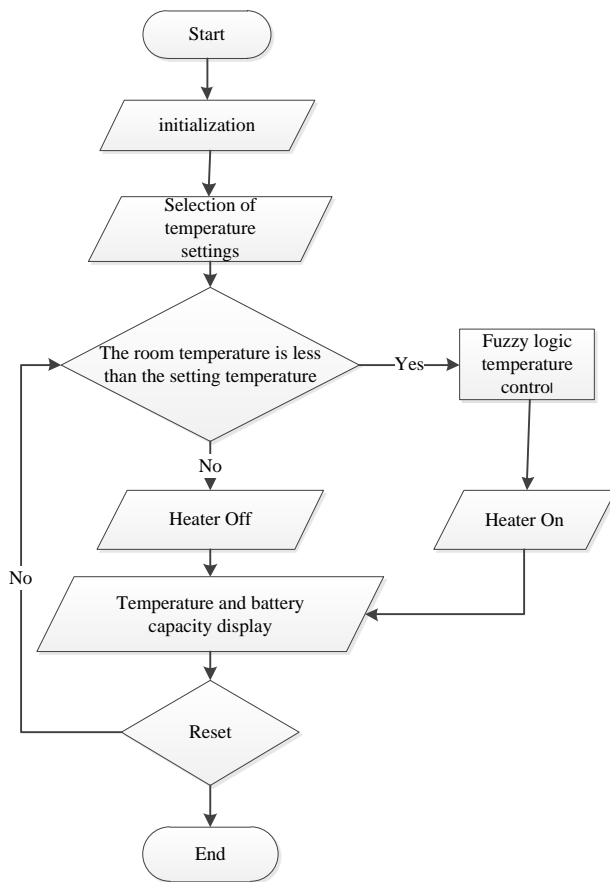 Start
initialization
Selection of
temperature
settings
The room temperature is less
than the setting temperature
Yes
Fuzzy logic
temperature
control
No
Heater Off
Heater On
No
Temperature and battery
capacity display
Reset
End